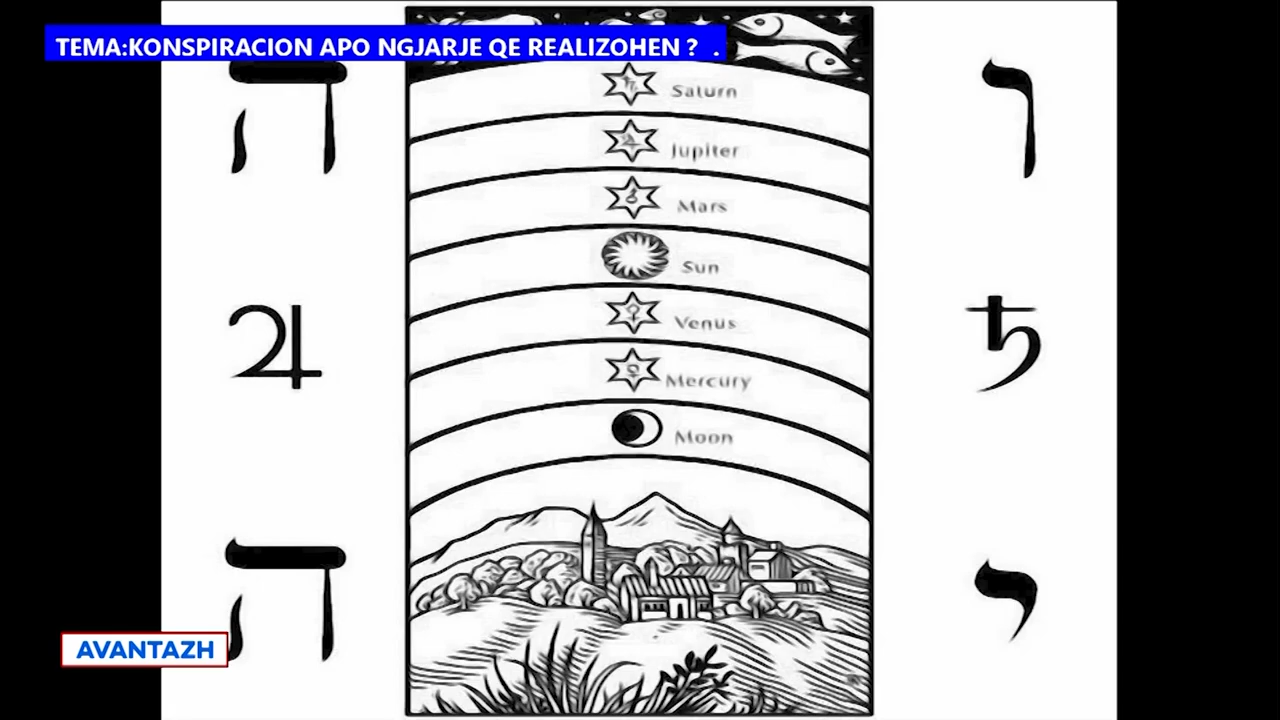 TEMA:KONSPIRACION APO NGJARJE QE REALIZOHEN ? .
ה
ו
♄ Saturn
♃ Jupiter
♂ Mars
Sun
♀ Venus
Mercury
Moon
♃
♄
ה
י
AVANTAZH